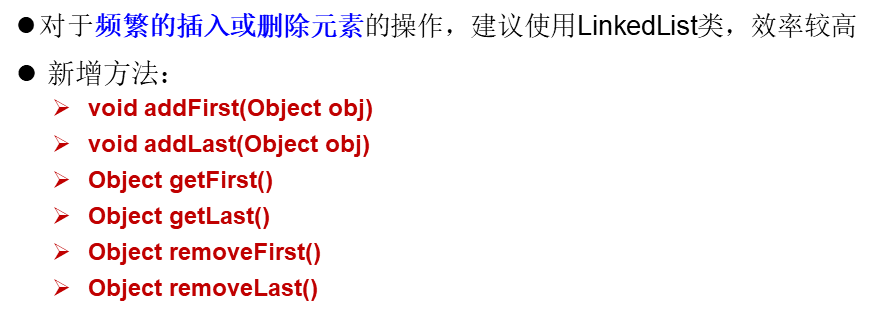 ●对于频繁的插入或删除元素的操作，建议使用LinkedList类，效率较高
● 新增方法：
➢ void addFirst(Object obj)
➢ void addLast(Object obj)
➢ Object getFirst()
➢ Object getLast()
➢ Object removeFirst()
➢ Object removeLast()